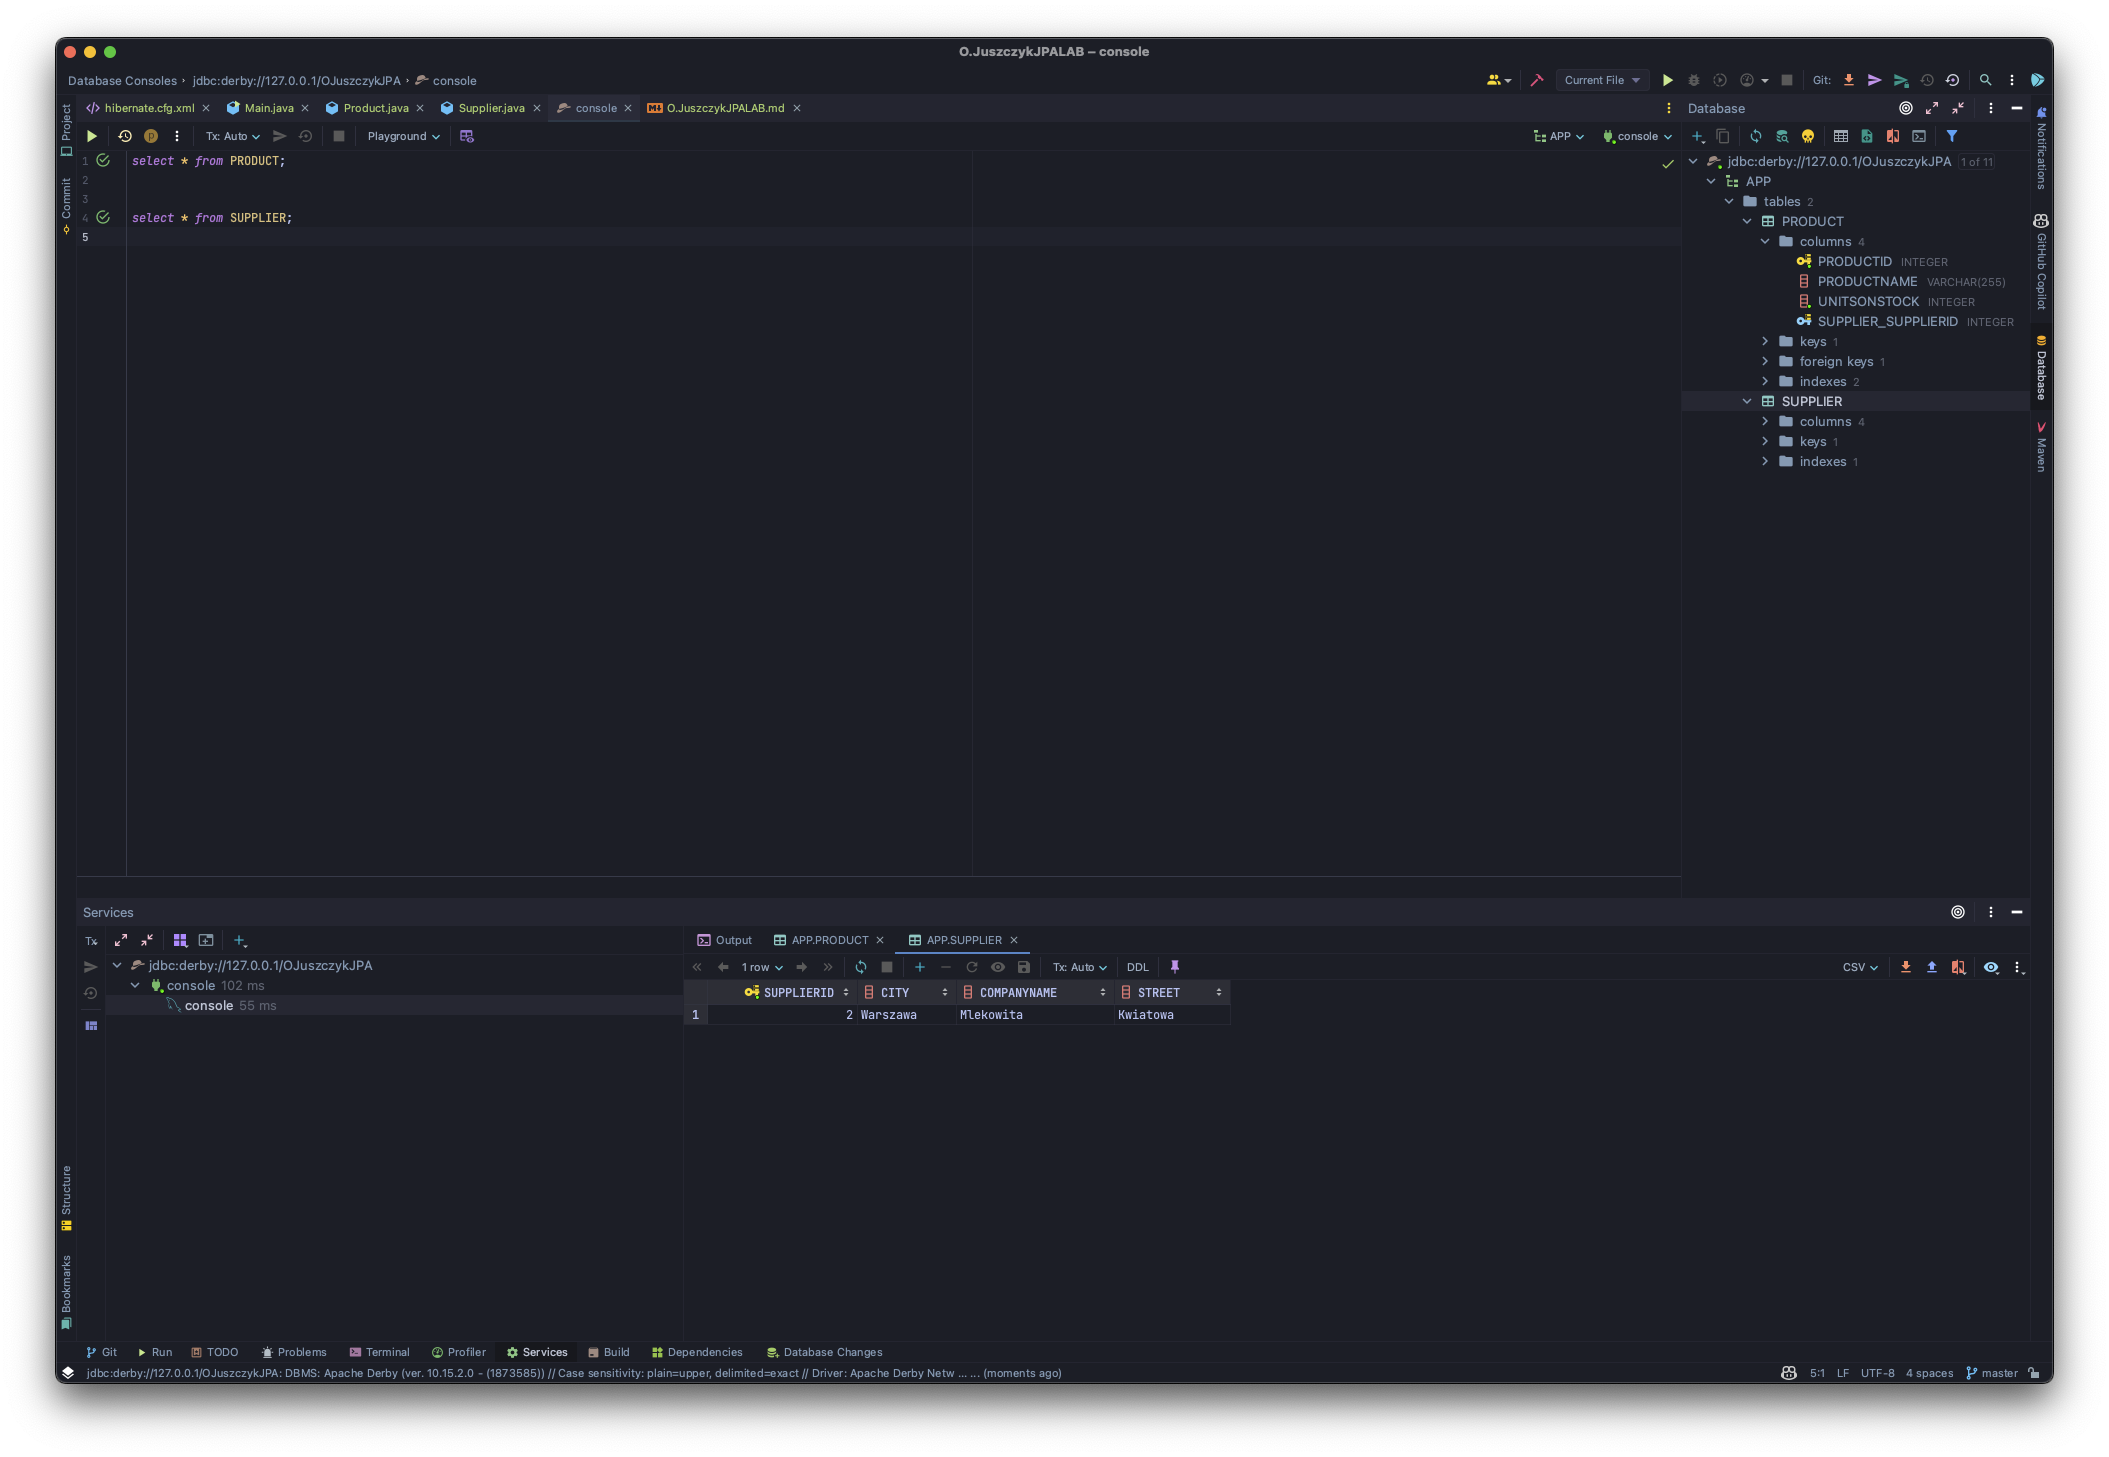 O.JuszczykJPALAB – console
Database Consoles › jdbc:derby://127.0.0.1/OJuszczykJPA › console
Current File
Git:
hibernate.cfg.xml
Main.java
Product.java
Supplier.java
console
O.JuszczykJPALAB.md
Database
Tx: Auto
Playground
APP
console
1 select * from PRODUCT;
2
3
4 select * from SUPPLIER;
5
jdbc:derby://127.0.0.1/OJuszczykJPA 1 of 11
APP
tables 2
PRODUCT
columns 4
PRODUCTID INTEGER
PRODUCTNAME VARCHAR(255)
UNITSONSTOCK INTEGER
SUPPLIER_SUPPLIERID INTEGER
keys 1
foreign keys 1
indexes 2
SUPPLIER
columns 4
keys 1
indexes 1
Project
Commit
Structure
Bookmarks
Notifications
GitHub Copilot
Database
Maven
Services
Tx
jdbc:derby://127.0.0.1/OJuszczykJPA
console 102 ms
console 55 ms
Output
APP.PRODUCT
APP.SUPPLIER
1 row
Tx: Auto
DDL
CSV
SUPPLIERID CITY COMPANYNAME STREET
1 2 Warszawa Mlekowita Kwiatowa
Git
Run
TODO
Problems
Terminal
Profiler
Services
Build
Dependencies
Database Changes
jdbc:derby://127.0.0.1/OJuszczykJPA: DBMS: Apache Derby (ver. 10.15.2.0 - (1873585)) // Case sensitivity: plain=upper, delimited=exact // Driver: Apache Derby Netw ... ... (moments ago)
5:1 LF UTF-8 4 spaces master